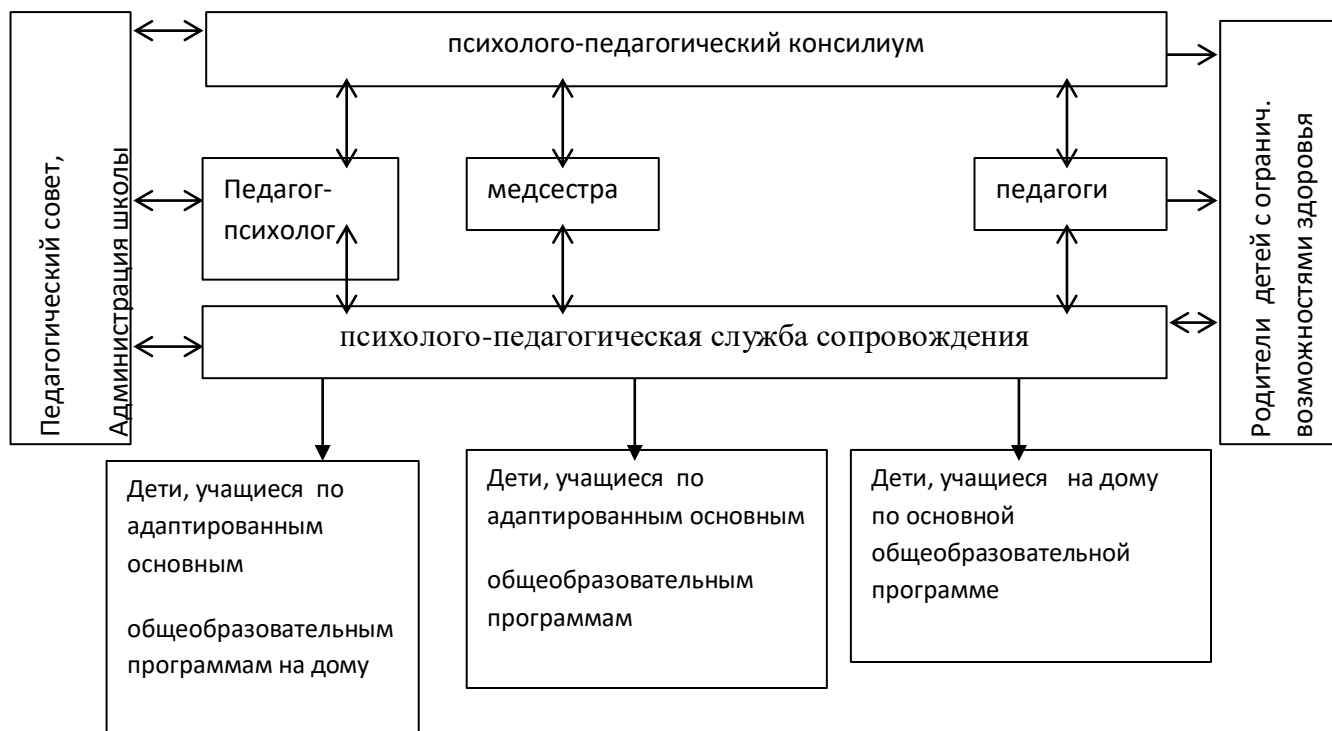 психолого-педагогический консилиум
Педагогический совет,
Администрация школы
Педагог-
психолог
медсестра
педагоги
Родители детей с огранич.
возможностями здоровья
психолого-педагогическая служба сопровождения
Дети, учащиеся по
адаптированным
основным
общеобразовательным
программам на дому
Дети, учащиеся по
адаптированным основным
общеобразовательным
программам
Дети, учащиеся на дому
по основной
общеобразовательной
программе